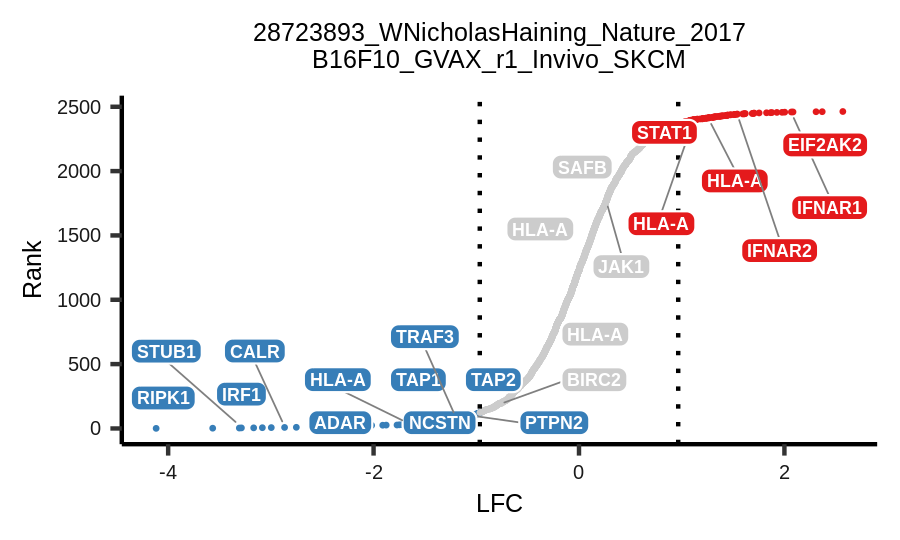 28723893_WNicholasHaining_Nature_2017
B16F10_GVAX_r1_Invivo_SKCM
2500
2000
1500
1000
500
0
Rank
STAT1
EIF2AK2
SAFB
HLA-A
IFNAR1
HLA-A
HLA-A
IFNAR2
JAK1
HLA-A
TRAF3
STUB1
CALR
HLA-A
TAP1
TAP2
BIRC2
RIPK1
IRF1
ADAR
NCSTN
PTPN2
-4
-2
0
2
LFC